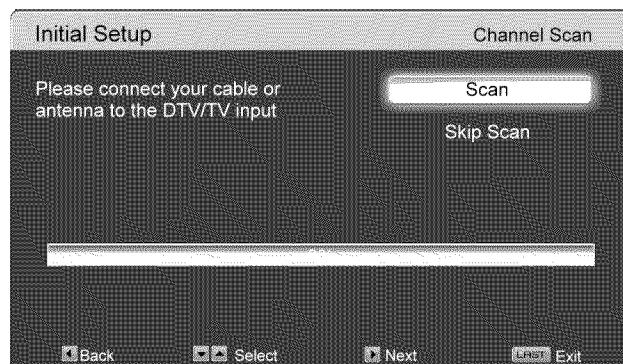 Initial Setup
Channel Scan
Please connect your cable or
antenna to the DTV/TV input
Scan
Skip Scan
Back
Select
Next
LAST Exit